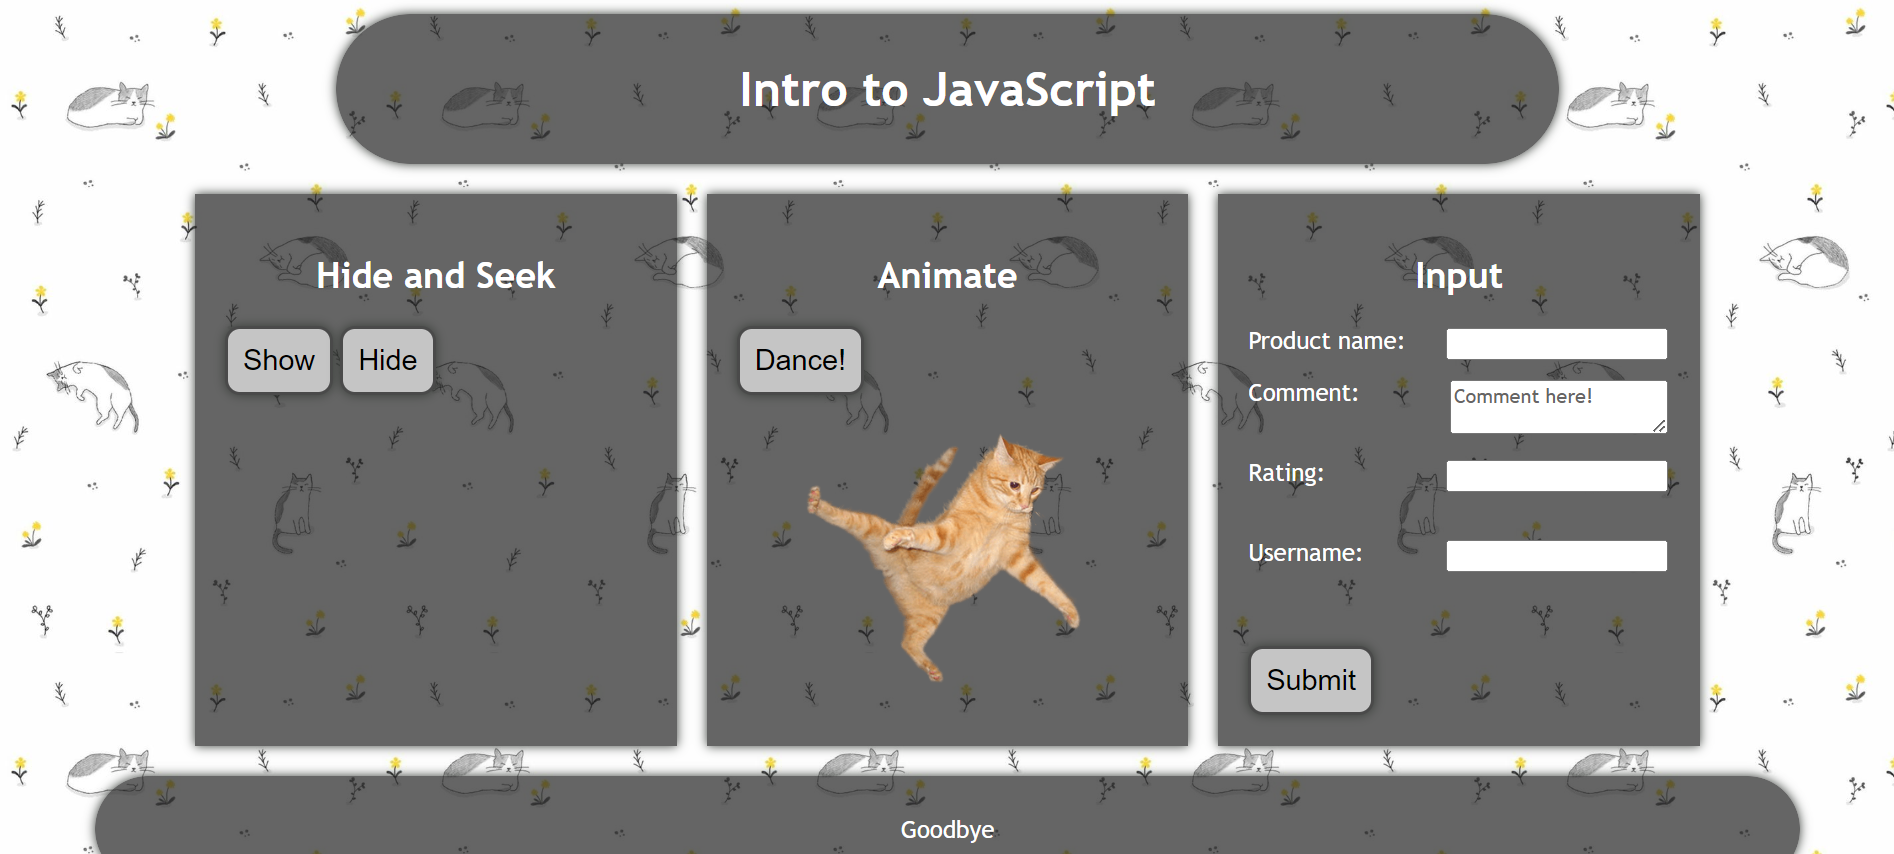 Intro to JavaScript
Hide and Seek
Show Hide
Animate
Dance!
Input
Product name:
Comment: Comment here!
Rating:
Username:
Submit
Goodbye